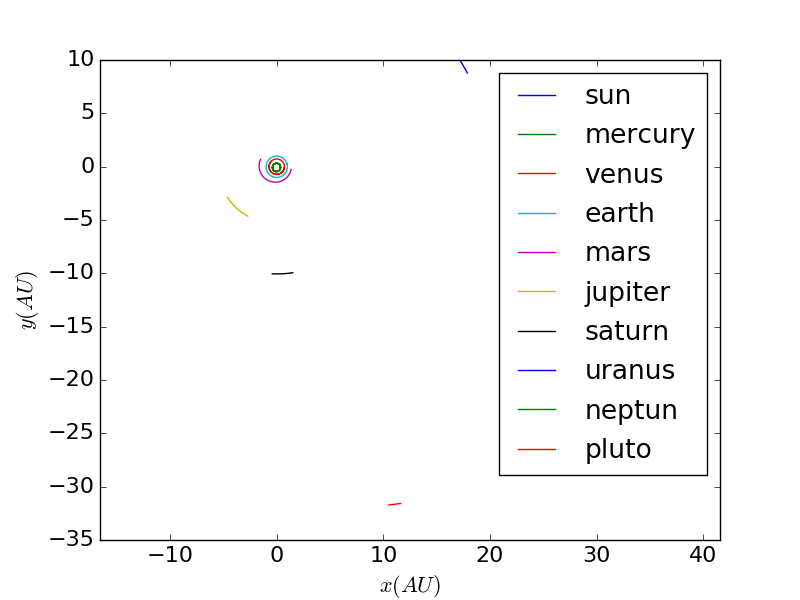 10
5
0
−5
−10
−15
−20
−25
−30
−35
y(AU)
−10
0
10
20
30
40
x(AU)
sun
mercury
venus
earth
mars
jupiter
saturn
uranus
neptun
pluto